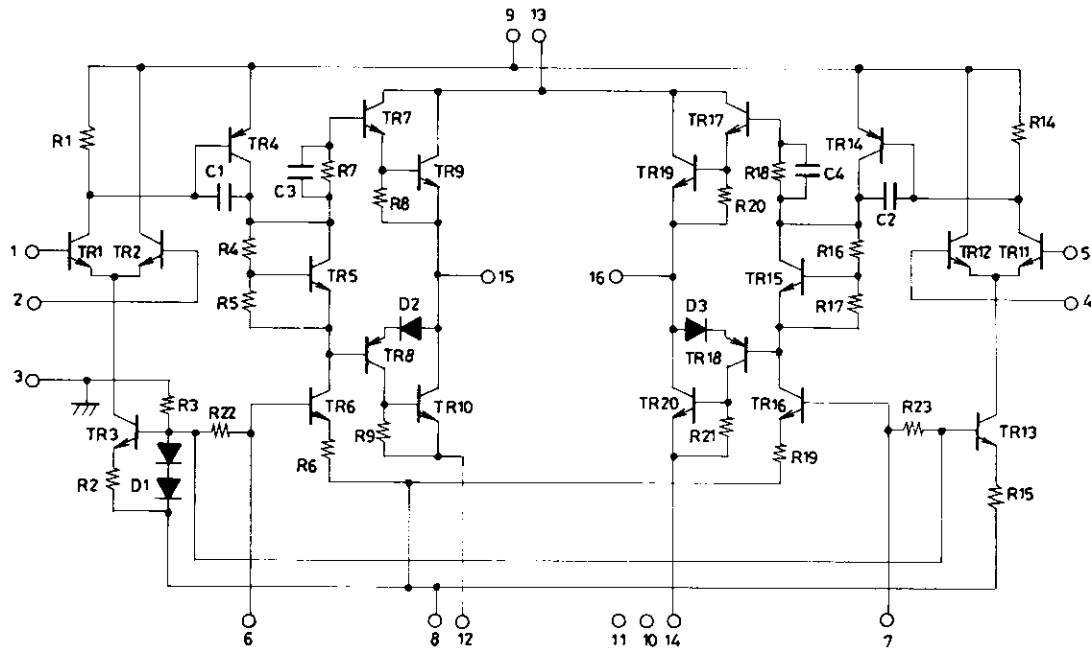 9 13
R1 TR4 TR7 TR17 TR14 R14
C1 C3 R7 R8 TR9 TR19 R18 C4 R20 C2
1 TR1 TR2 R4 TR5 15 16 TR15 R16 TR12 TR11 5
2 R5 D2 D3 R17 4
3 TR8 TR18
R3 R22 TR6 TR10 TR20 TR16 R23
TR3 R9 R21 TR13
R2 D1 R6 R19 R15
6 8 12 11 10 14 7